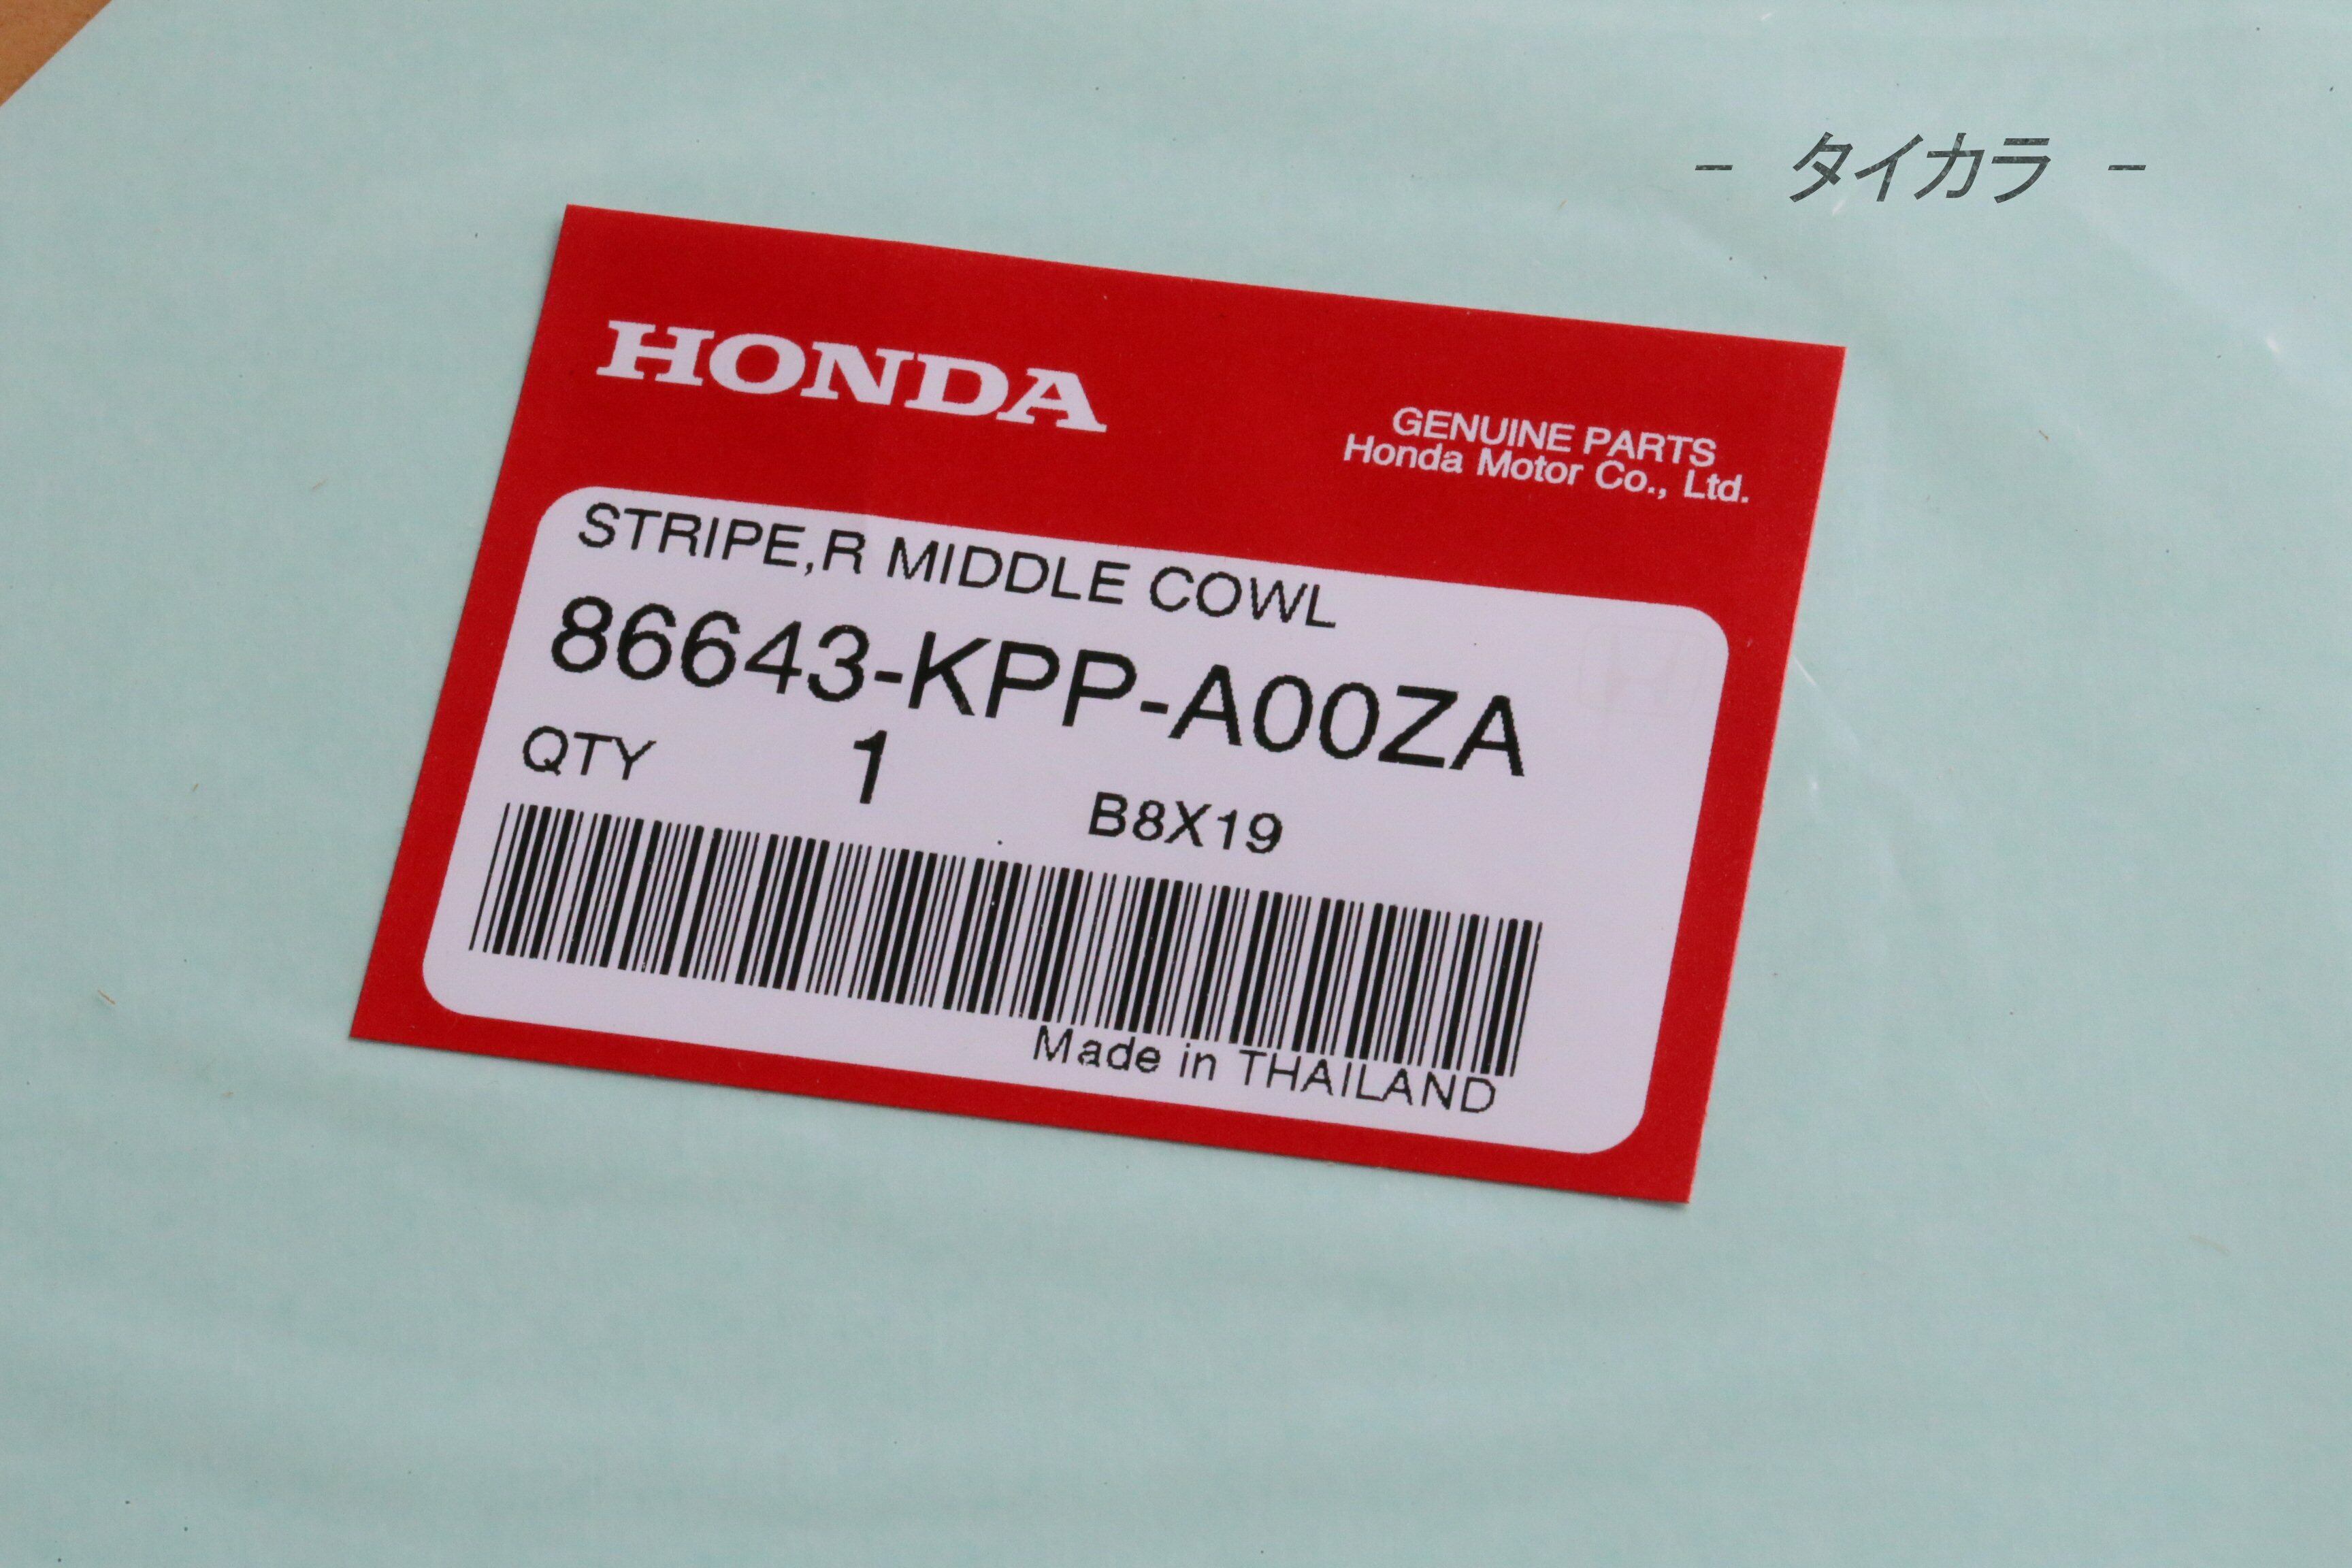 - タイカラ -
HONDA
GENUINE PARTS
Honda Motor Co., Ltd.
STRIPE,R MIDDLE COWL
86643-KPP-A00ZA
QTY 1 B8X19
Made in THAILAND